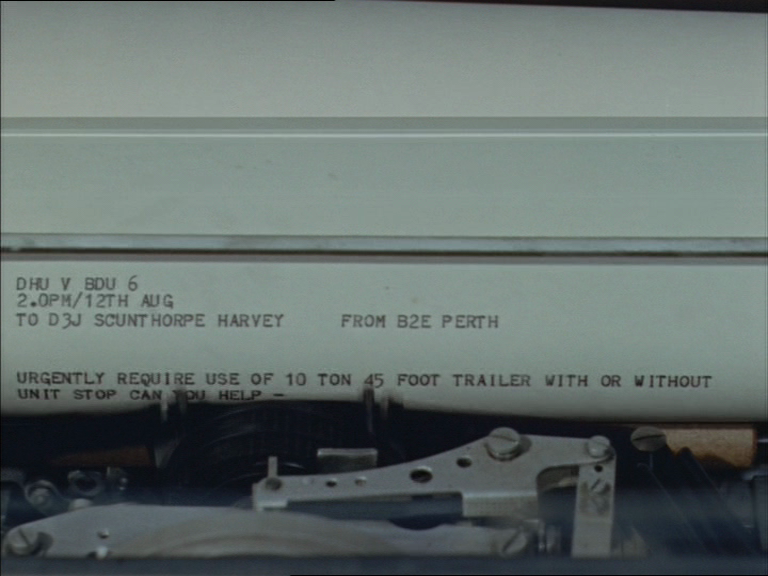 DHU V BDU 6
2.0PM/12TH AUG
TO D3J SCUNTHORPE HARVEY FROM B2E PERTH
URGENTLY REQUIRE USE OF 10 TON 45 FOOT TRAILER WITH OR WITHOUT
UNIT STOP CAN YOU HELP -